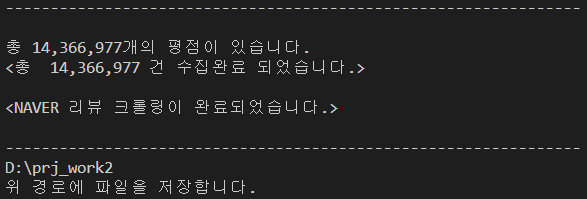 ----------------------------------------------------------------
총 14,366,977개의 평점이 있습니다.
<총  14,366,977 건 수집완료 되었습니다.>
<NAVER 리뷰 크롤링이 완료되었습니다.>
----------------------------------------------------------------
D:\prj_work2
위 경로에 파일을 저장합니다.